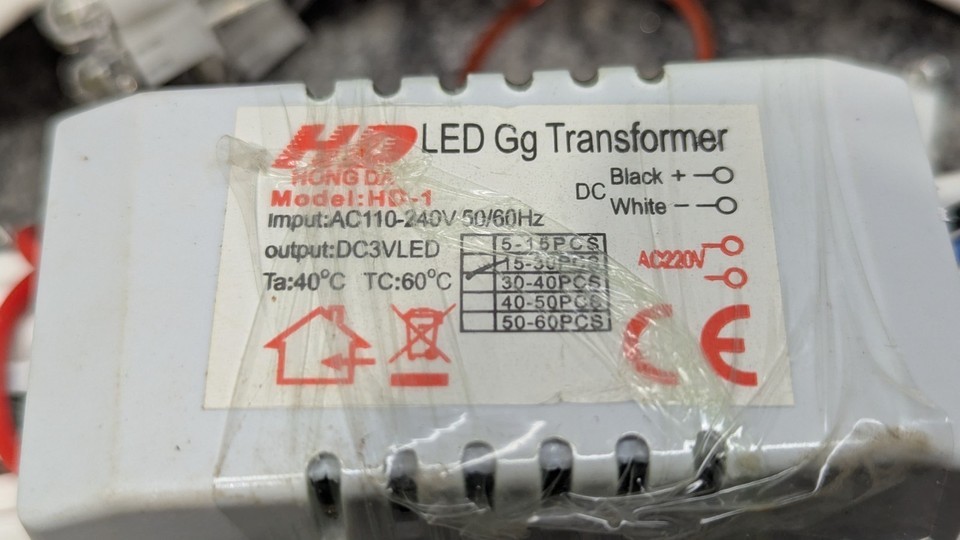 HD LED Gg Transformer
HONG DA
Model:HD-1
imput:AC110-240V 50/60Hz
output:DC3VLED
Ta:40°C TC:60°C
5-15PCS
15-30PCS
30-40PCS
40-50PCS
50-60PCS
DC
Black + 
White -
AC220V
CE